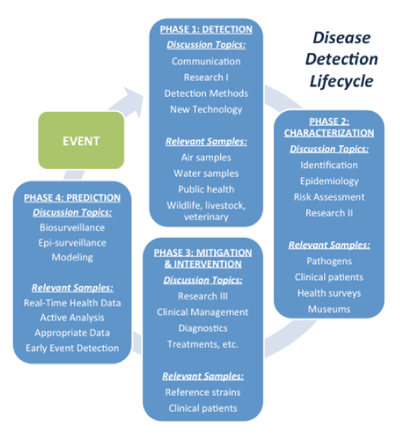 Disease
Detection
Lifecycle
EVENT
PHASE 1: DETECTION
Discussion Topics:
Communication
Research I
Detection Methods
New Technology
Relevant Samples:
Air samples
Water samples
Public health
Wildlife, livestock,
veterinary
PHASE 2:
CHARACTERIZATION
Discussion Topics:
Identification
Epidemiology
Risk Assessment
Research II
Relevant Samples:
Pathogens
Clinical patients
Health surveys
Museums
PHASE 3: MITIGATION
& INTERVENTION
Discussion Topics:
Research III
Clinical Management
Diagnostics
Treatments, etc.
Relevant Samples:
Reference strains
Clinical patients
PHASE 4: PREDICTION
Discussion Topics:
Biosurveillance
Epi-surveillance
Modeling
Relevant Samples:
Real-Time Health Data
Active Analysis
Appropriate Data
Early Event Detection